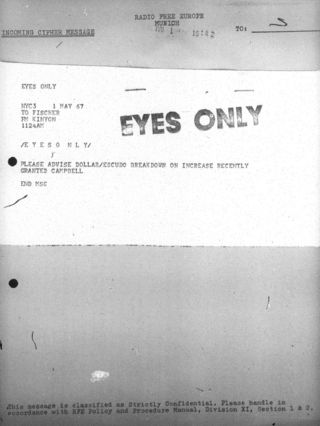 RADIO FREE EUROPE
MUNICH
INCOMING CYPHER MESSAGE
TO:
EYES ONLY
NYC3 1 MAY 67
TO FISCHER
FM KINYON
1124AM
EYES ONLY
/E Y E S O N L Y/
PLEASE ADVISE DOLLAR/ESCUDO BREAKDOWN ON INCREASE RECENTLY
GRANTED CAMPBELL
END MSG
This message is classified as Strictly Confidential. Please handle in
accordance with RFE Policy and Procedure Manual, Division XI, Section 1 & 2.